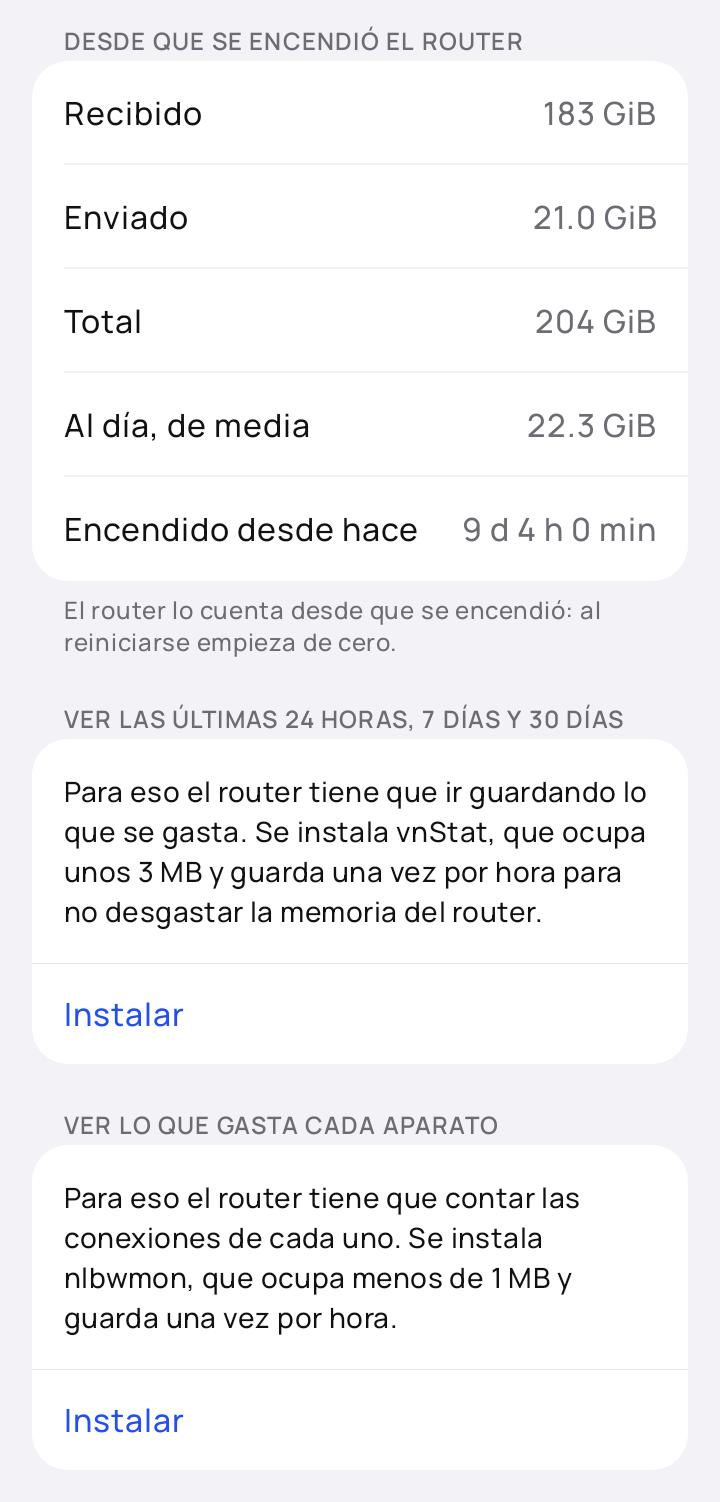 DESDE QUE SE ENCENDIÓ EL ROUTER
Recibido 183 GiB
Enviado 21.0 GiB
Total 204 GiB
Al día, de media 22.3 GiB
Encendido desde hace 9 d 4 h 0 min
El router lo cuenta desde que se encendió: al
reiniciarse empieza de cero.
VER LAS ÚLTIMAS 24 HORAS, 7 DÍAS Y 30 DÍAS
Para eso el router tiene que ir guardando lo
que se gasta. Se instala vnStat, que ocupa
unos 3 MB y guarda una vez por hora para
no desgastar la memoria del router.
Instalar
VER LO QUE GASTA CADA APARATO
Para eso el router tiene que contar las
conexiones de cada uno. Se instala
nlbwmon, que ocupa menos de 1 MB y
guarda una vez por hora.
Instalar